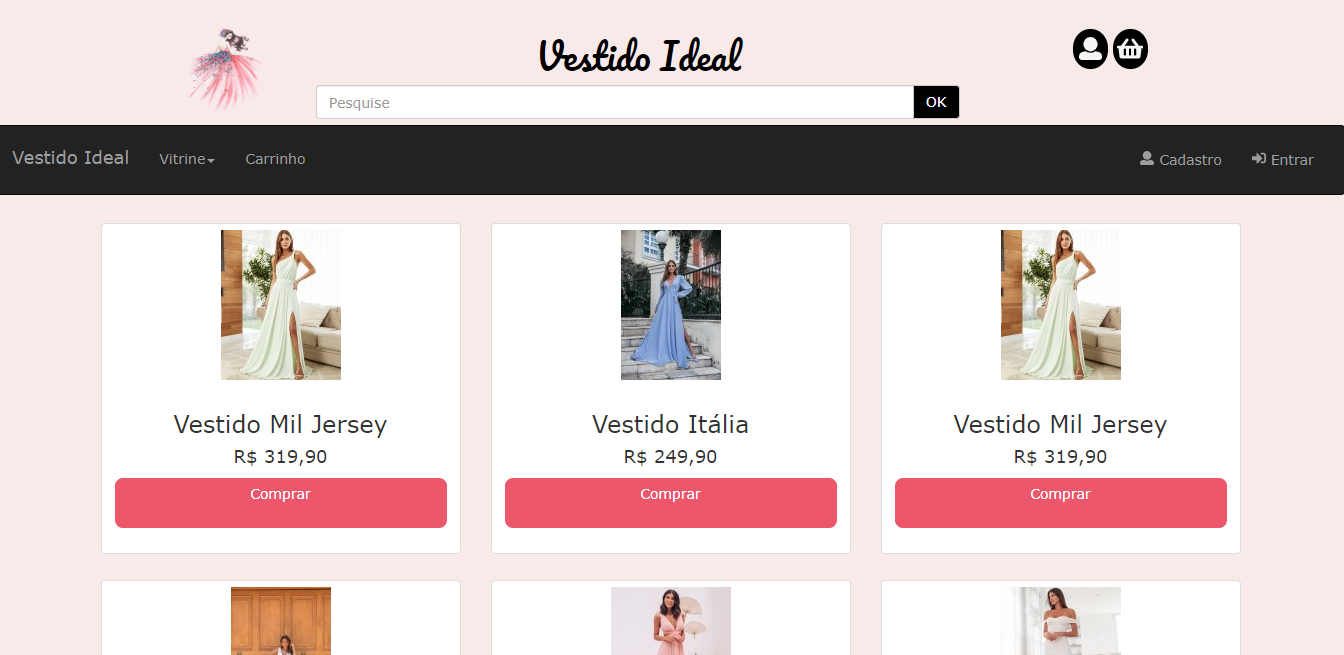 Vestido Ideal
Pesquise
OK
Vestido Ideal
Vitrine
Carrinho
Cadastro
Entrar
Vestido Mil Jersey
R$ 319,90
Comprar
Vestido Itália
R$ 249,90
Comprar
Vestido Mil Jersey
R$ 319,90
Comprar